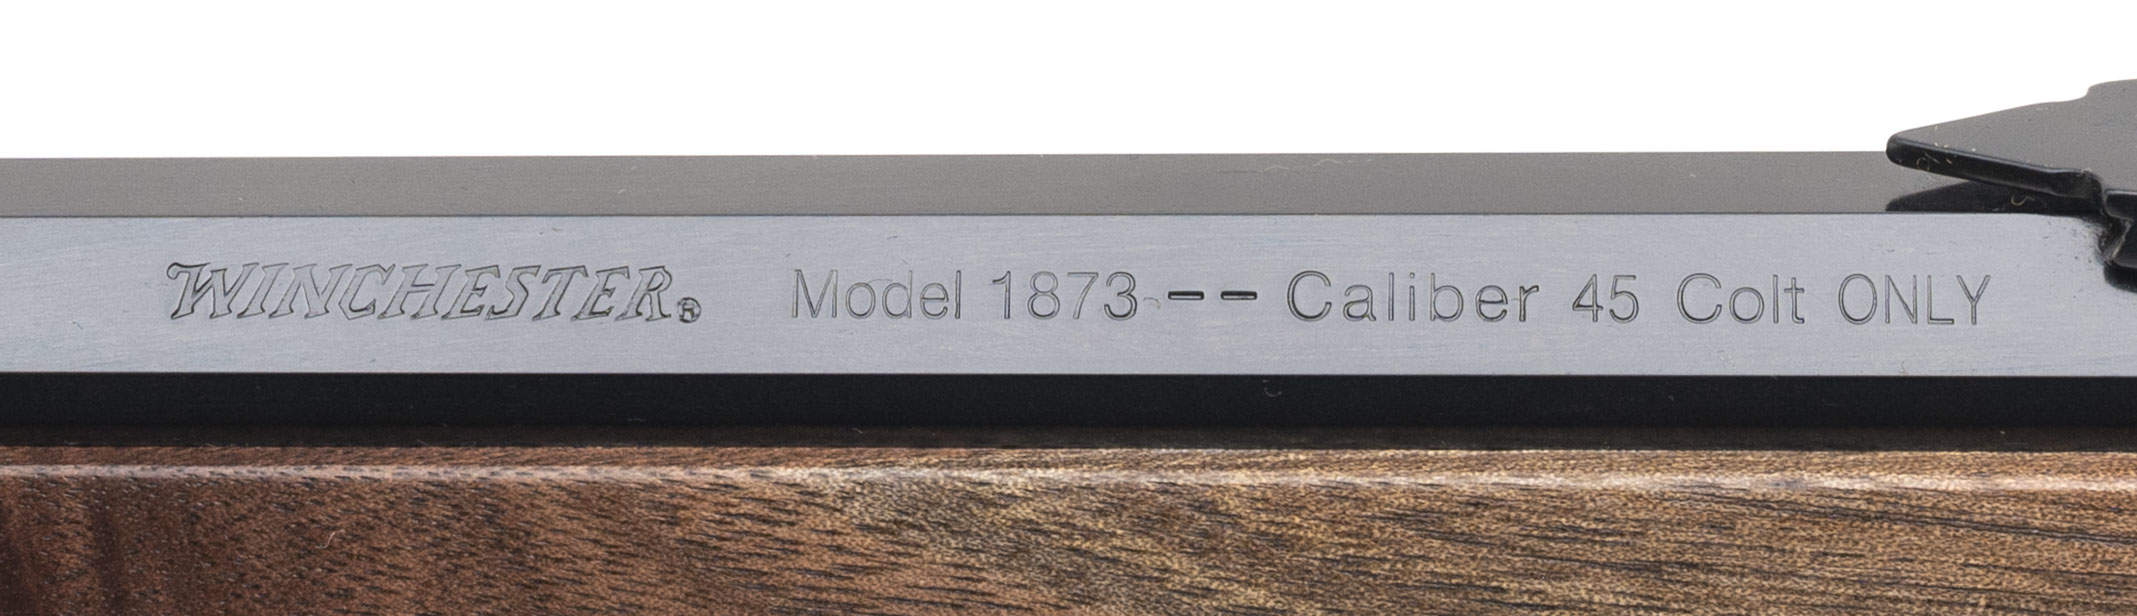 WINCHESTER® Model 1873 -- Caliber 45 Colt ONLY